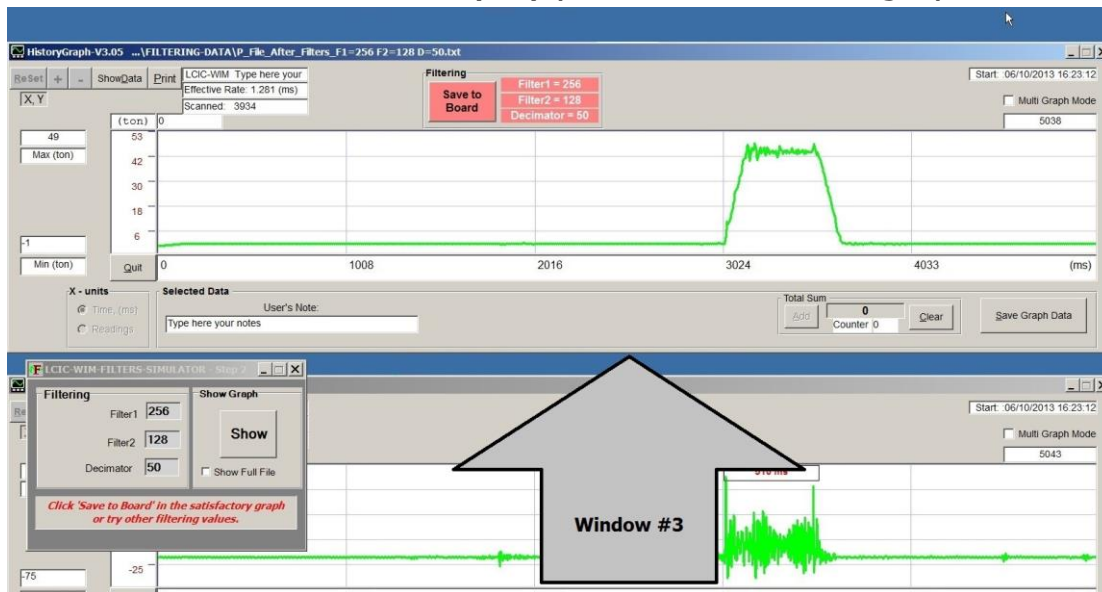 HistoryGraph-V3.05 ...\FILTERING-DATA\P_File_After_Filters_F1=256 F2=128 D=50.txt
ReSet + - ShowData Print
LCIC-WIM Type here your
Effective Rate: 1.281 (ms)
Scanned: 3934
X,Y
Filtering
Save to
Board
Filter1 = 256
Filter2 = 128
Decimator = 50
Start: 06/10/2013 16:23:12
Multi Graph Mode
5038
(ton) 0
49
Max (ton)
53
42
30
18
6
-1
Min (ton)
Quit
0 1008 2016 3024 4033 (ms)
X - units
Time, (ms)
Readings
Selected Data
User's Note:
Type here your notes
Total Sum
Add 0
Counter 0
Clear
Save Graph Data
LCIC-WIM-FILTERS-SIMULATOR - Step 2
Filtering
Filter1 256
Filter2 128
Decimator 50
Show Graph
Show
Show Full File
Click 'Save to Board' in the satisfactory graph
or try other filtering values.
Start: 06/10/2013 16:23:12
Multi Graph Mode
5043
Window #3
-75
-25